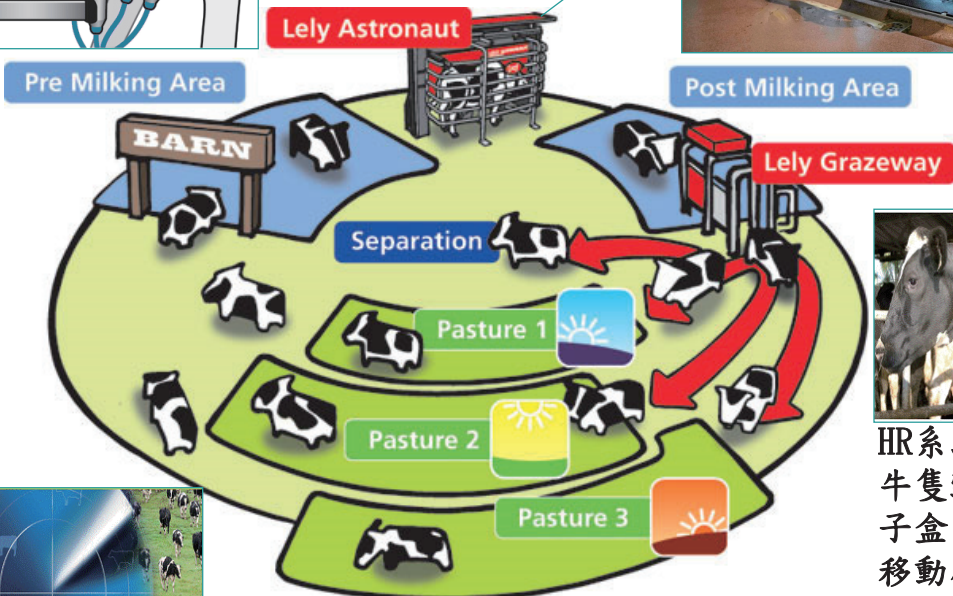 Lely Astronaut
Pre Milking Area
Post Milking Area
BARN
Lely Grazeway
Separation
Pasture 1
Pasture 2
Pasture 3
HR系
牛隻
子盒
移動